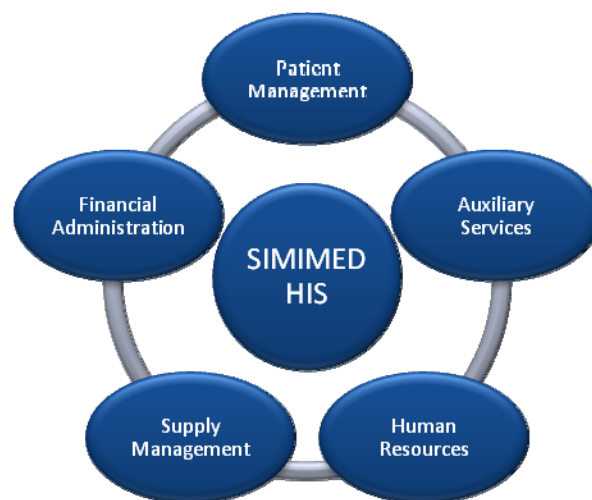 Patient
Management
Financial
Administration
Auxiliary
Services
SIMIMED
HIS
Supply
Management
Human
Resources